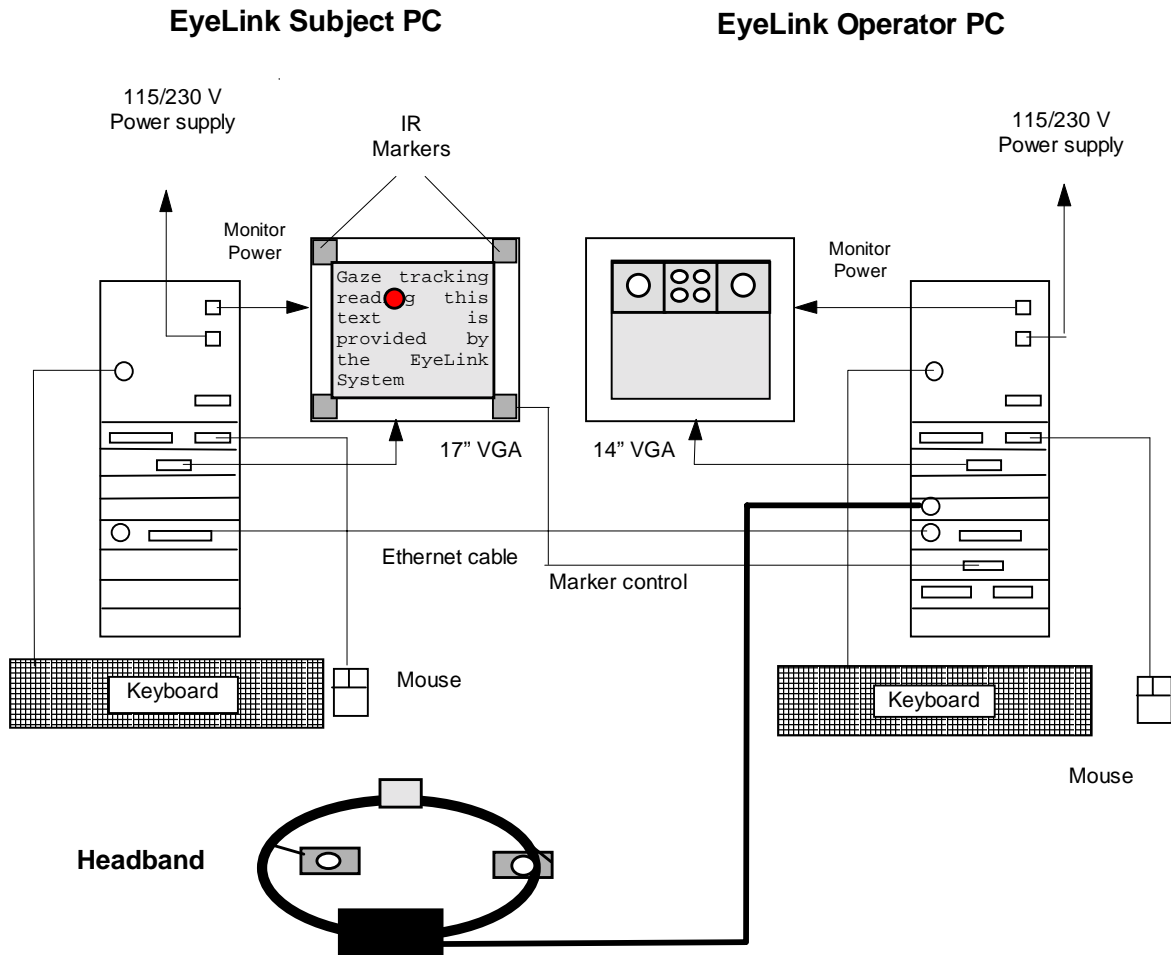 EyeLink Subject PC
EyeLink Operator PC
115/230 V
Power supply
IR
Markers
115/230 V
Power supply
Monitor
Power
Monitor
Power
Gaze tracking
reading this
text is
provided by
the EyeLink
System
17” VGA
14” VGA
Ethernet cable
Marker control
Keyboard
Mouse
Keyboard
Mouse
Headband